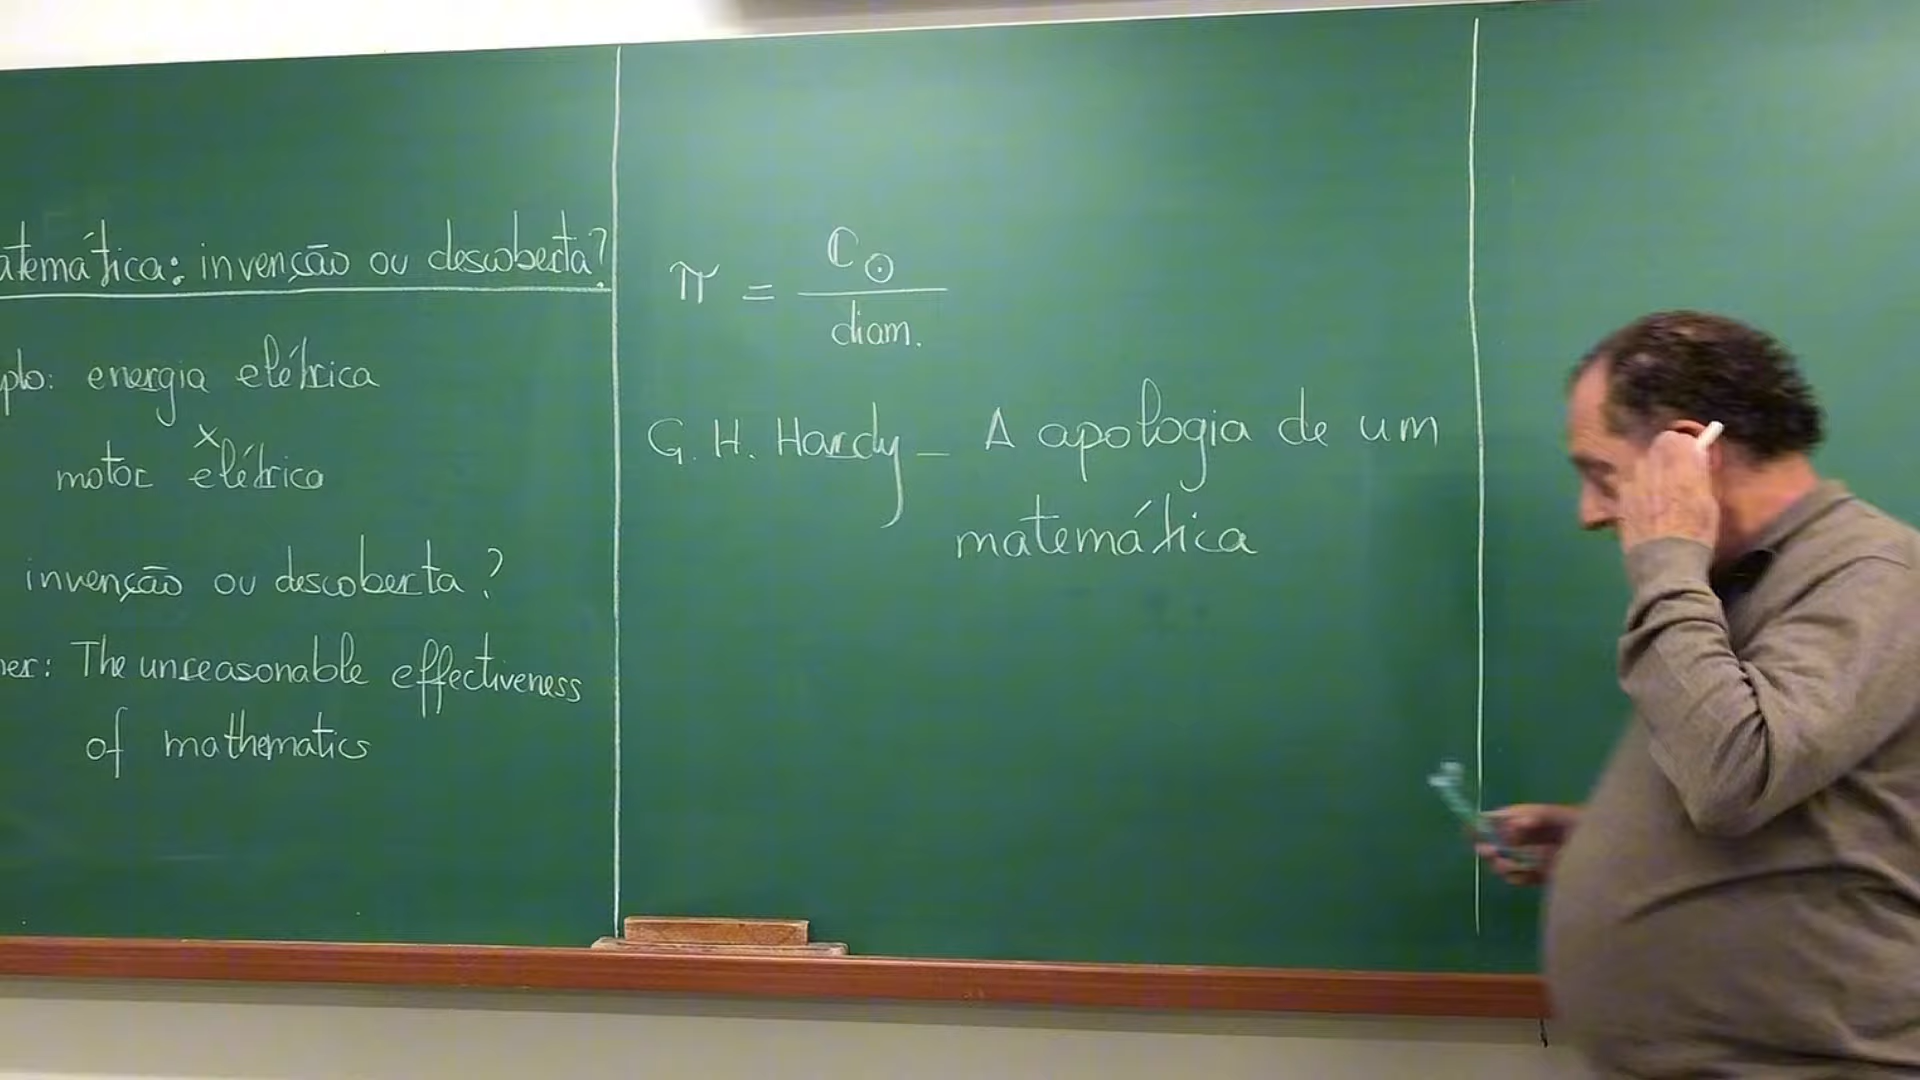 atemática: invenção ou descoberta?
plo: energia elétrica
x
motor elétrico
invenção ou descoberta?
ner: The unreasonable effectiveness
of mathematics
π = C⊙ / diam.
G. H. Hardy - A apologia de um
matemática